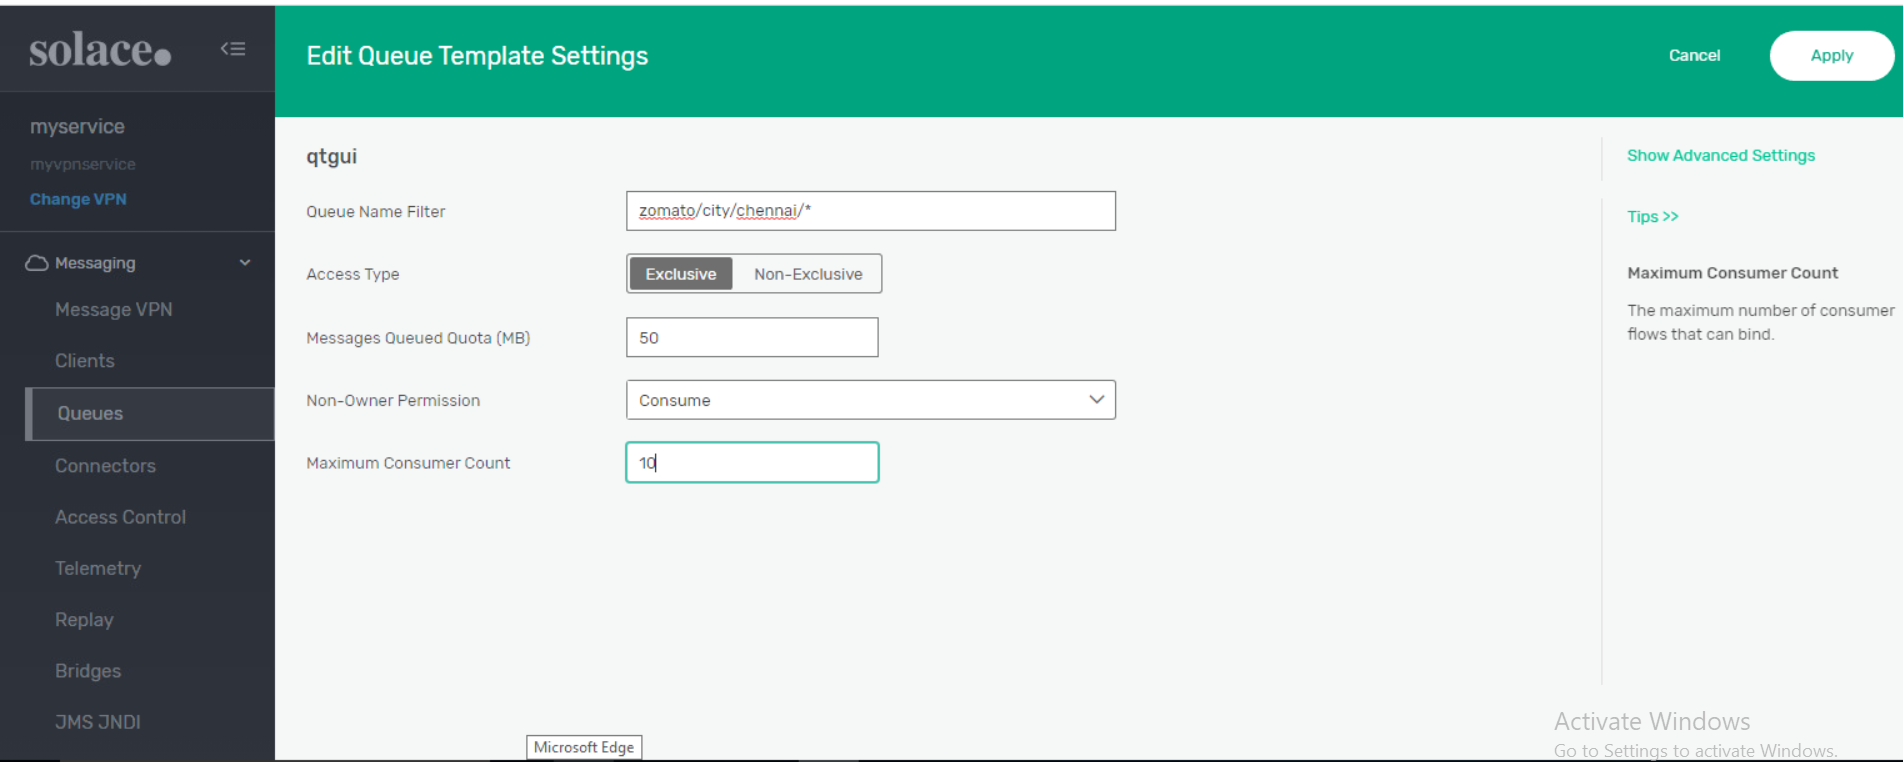 solace.
Edit Queue Template Settings
Cancel
Apply
myservice
myvpnservice
Change VPN
Messaging
Message VPN
Clients
Queues
Connectors
Access Control
Telemetry
Replay
Bridges
JMS JNDI
qtgui
Queue Name Filter
zomato/city/chennai/*
Access Type
Exclusive
Non-Exclusive
Messages Queued Quota (MB)
50
Non-Owner Permission
Consume
Maximum Consumer Count
10
Show Advanced Settings
Tips >>
Maximum Consumer Count
The maximum number of consumer
flows that can bind.
Microsoft Edge
Activate Windows
Go to Settings to activate Windows.